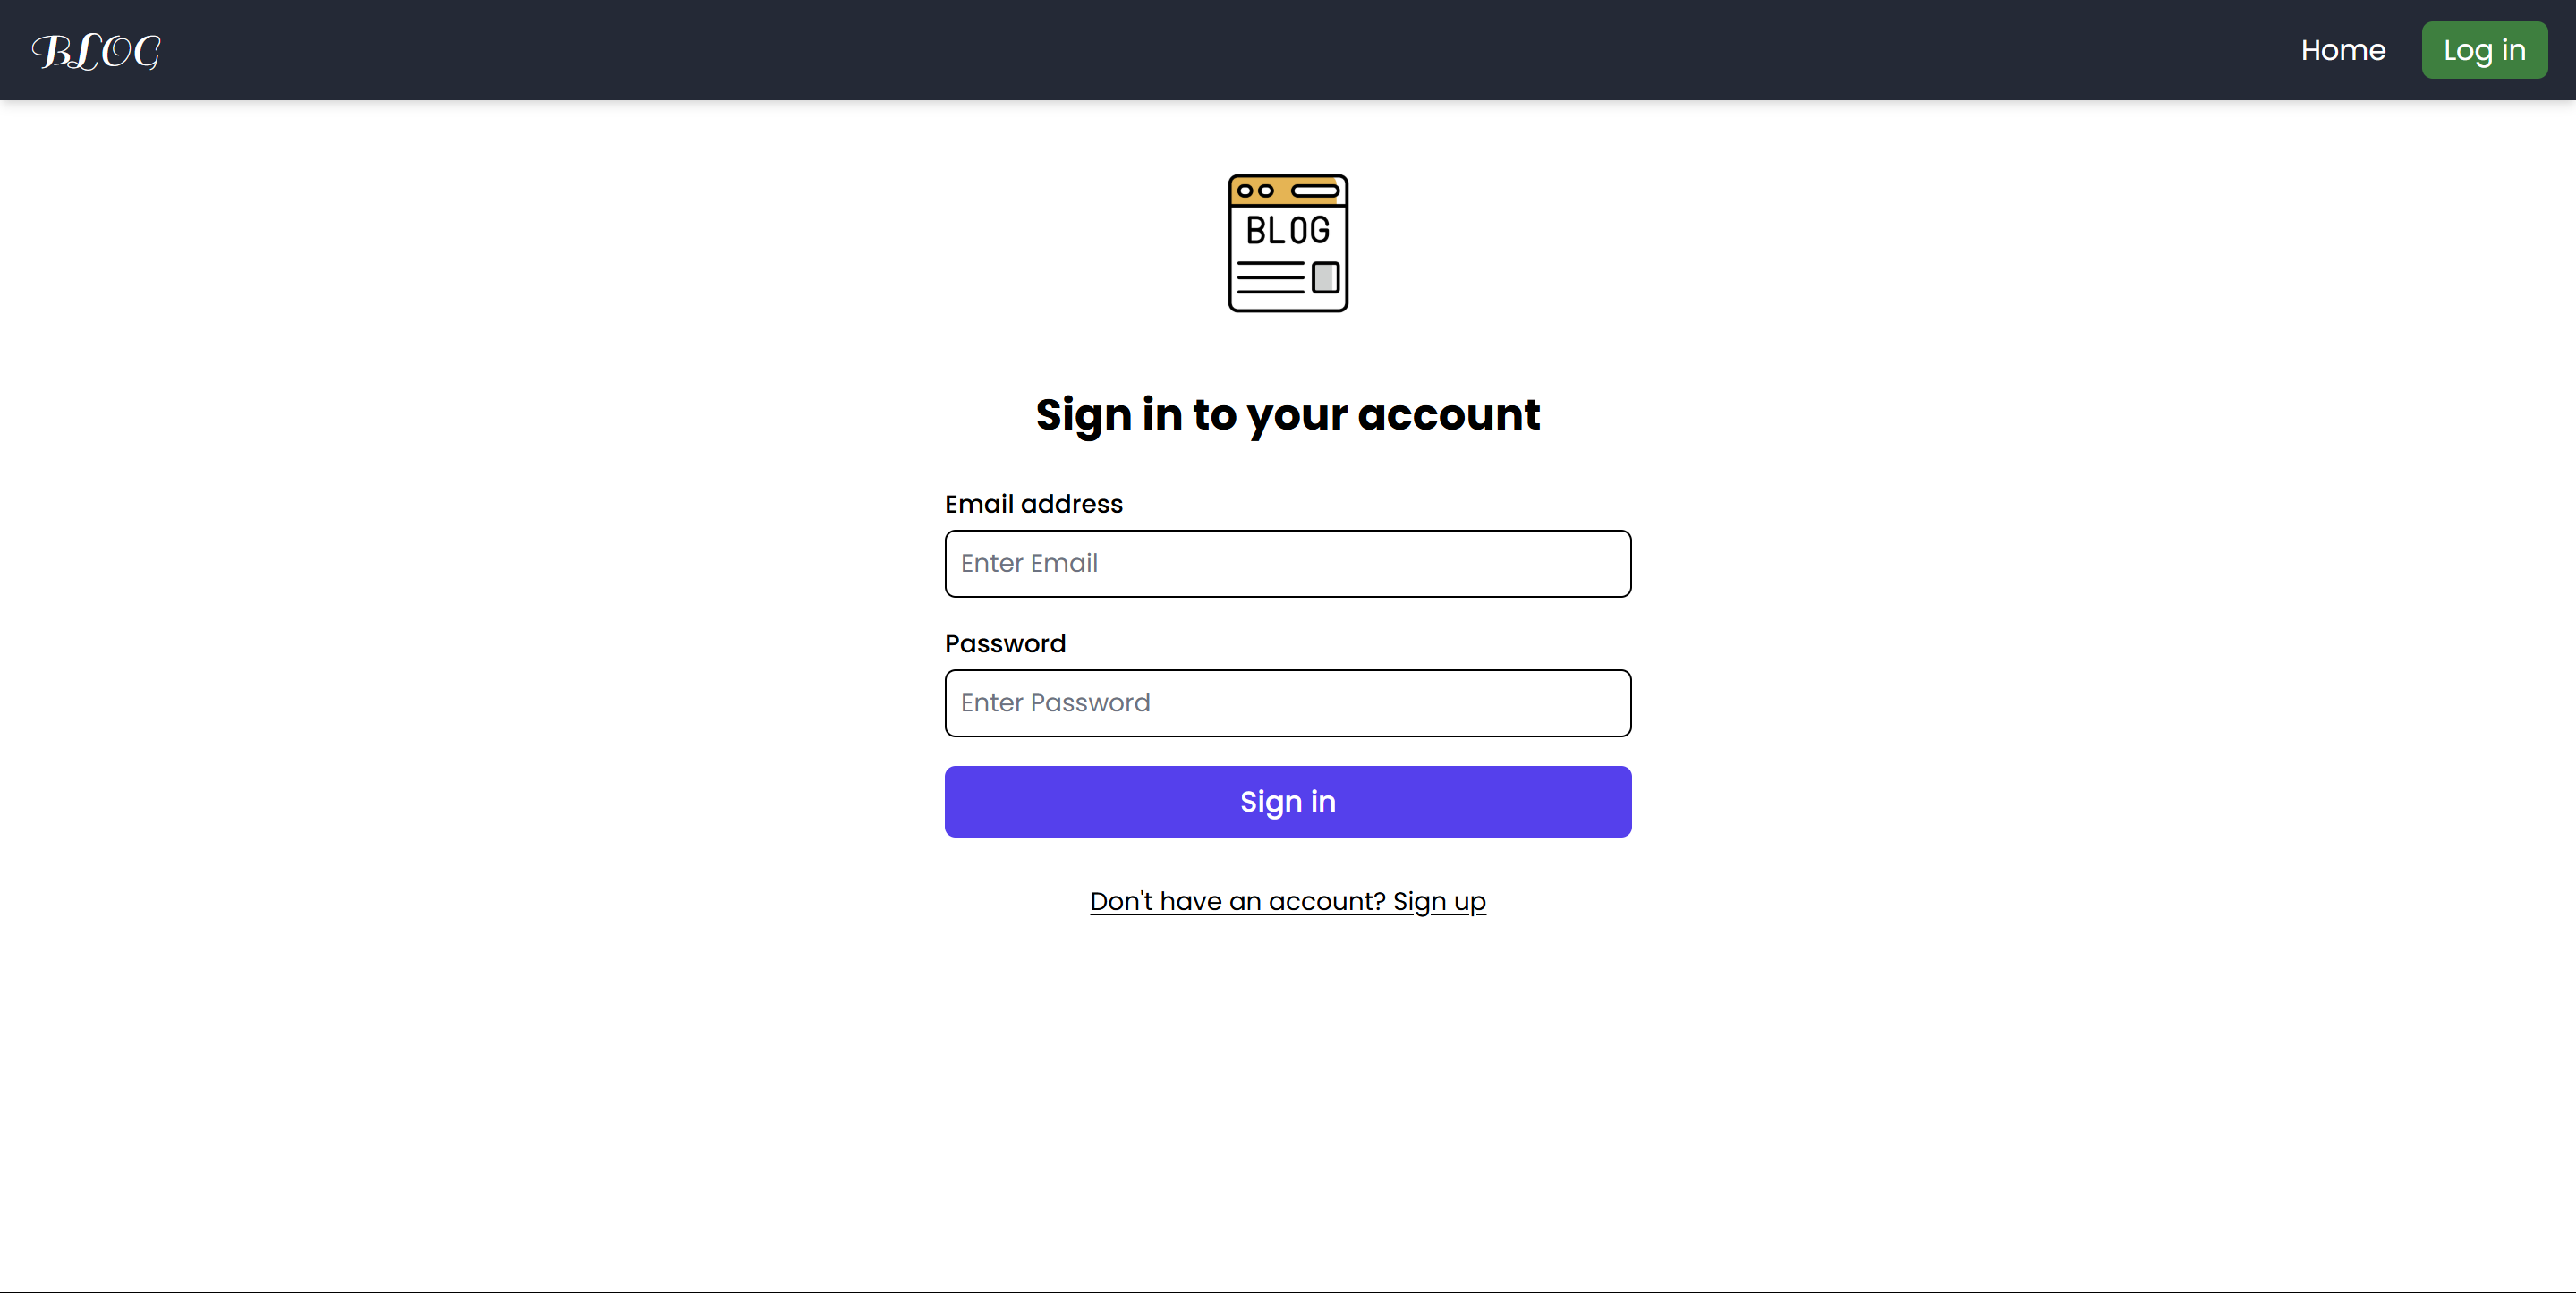 BLOG
Home
Log in
BLOG
Sign in to your account
Email address
Enter Email
Password
Enter Password
Sign in
Don't have an account? Sign up